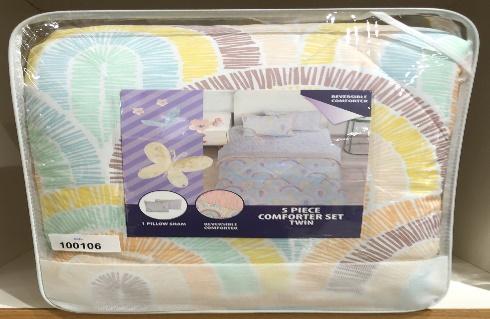 REVERSIBLE
COMFORTER
5 PIECE
COMFORTER SET
TWIN
1 PILLOW SHAM
REVERSIBLE
COMFORTER
100106